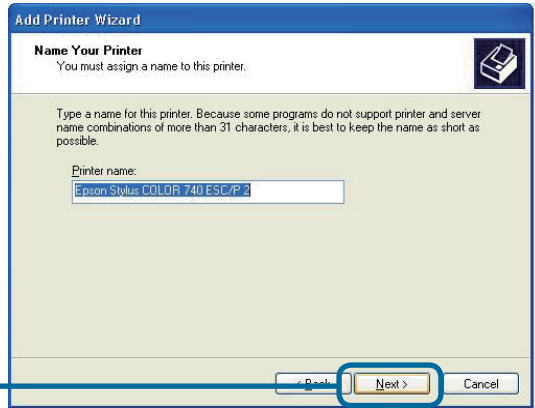 Add Printer Wizard
Name Your Printer
You must assign a name to this printer.
Type a name for this printer. Because some programs do not support printer and server
name combinations of more than 31 characters, it is best to keep the name as short as
possible.
Printer name:
Epson Stylus COLOR 740 ESC/P 2
< Back Next > Cancel